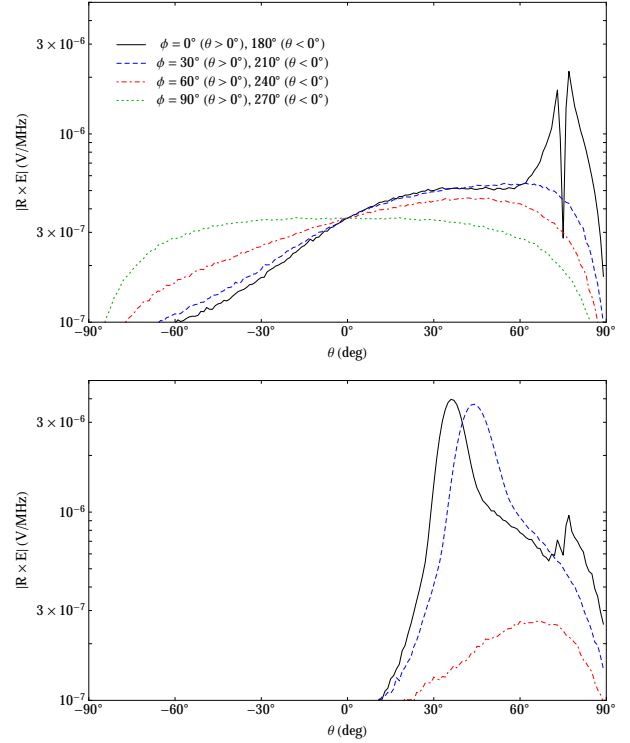 3 × 10⁻⁶
10⁻⁶
3 × 10⁻⁷
10⁻⁷
|R × E| (V/MHz)
ϕ = 0° (θ > 0°), 180° (θ < 0°)
ϕ = 30° (θ > 0°), 210° (θ < 0°)
ϕ = 60° (θ > 0°), 240° (θ < 0°)
ϕ = 90° (θ > 0°), 270° (θ < 0°)
−90° −60° −30° 0° 30° 60° 90°
θ (deg)
3 × 10⁻⁶
10⁻⁶
3 × 10⁻⁷
10⁻⁷
|R × E| (V/MHz)
−90° −60° −30° 0° 30° 60° 90°
θ (deg)